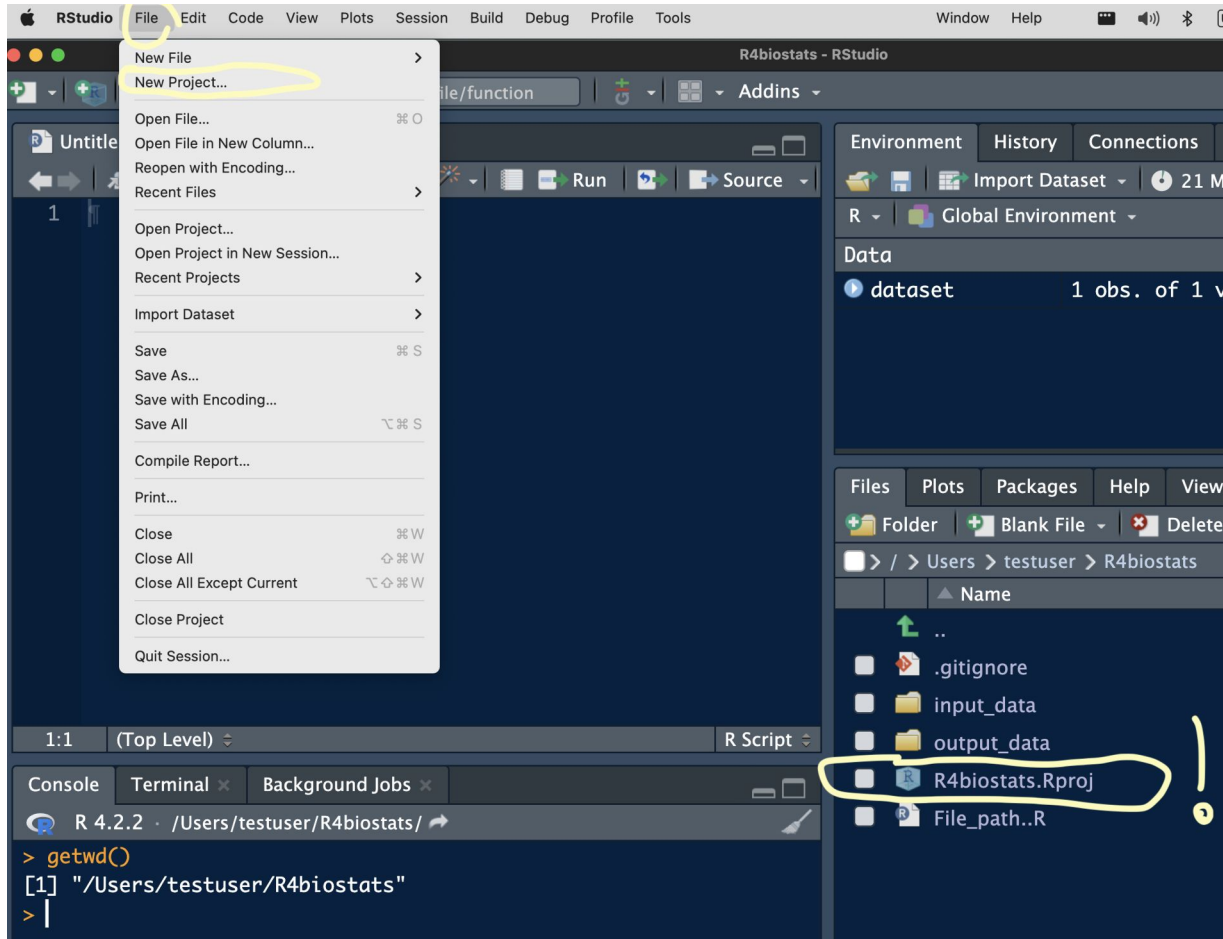 RStudio File Edit Code View Plots Session Build Debug Profile Tools Window Help
R4biostats - RStudio
New File
New Project...
Open File... ⌘ O
Open File in New Column...
Reopen with Encoding...
Recent Files
Open Project...
Open Project in New Session...
Recent Projects
Import Dataset
Save ⌘ S
Save As...
Save with Encoding...
Save All ⌥ ⌘ S
Compile Report...
Print...
Close ⌘ W
Close All ⇧ ⌘ W
Close All Except Current ⌥ ⇧ ⌘ W
Close Project
Quit Session...
ile/function Addins
Untitle
Run Source
1
1:1 (Top Level) R Script
Console Terminal Background Jobs
R 4.2.2 · /Users/testuser/R4biostats/
> getwd()
[1] "/Users/testuser/R4biostats"
>
Environment History Connections
Import Dataset 21 M
R Global Environment
Data
dataset 1 obs. of 1 v
Files Plots Packages Help View
Folder Blank File Delete
/ Users testuser R4biostats
Name
..
.gitignore
input_data
output_data
R4biostats.Rproj
File_path..R
!